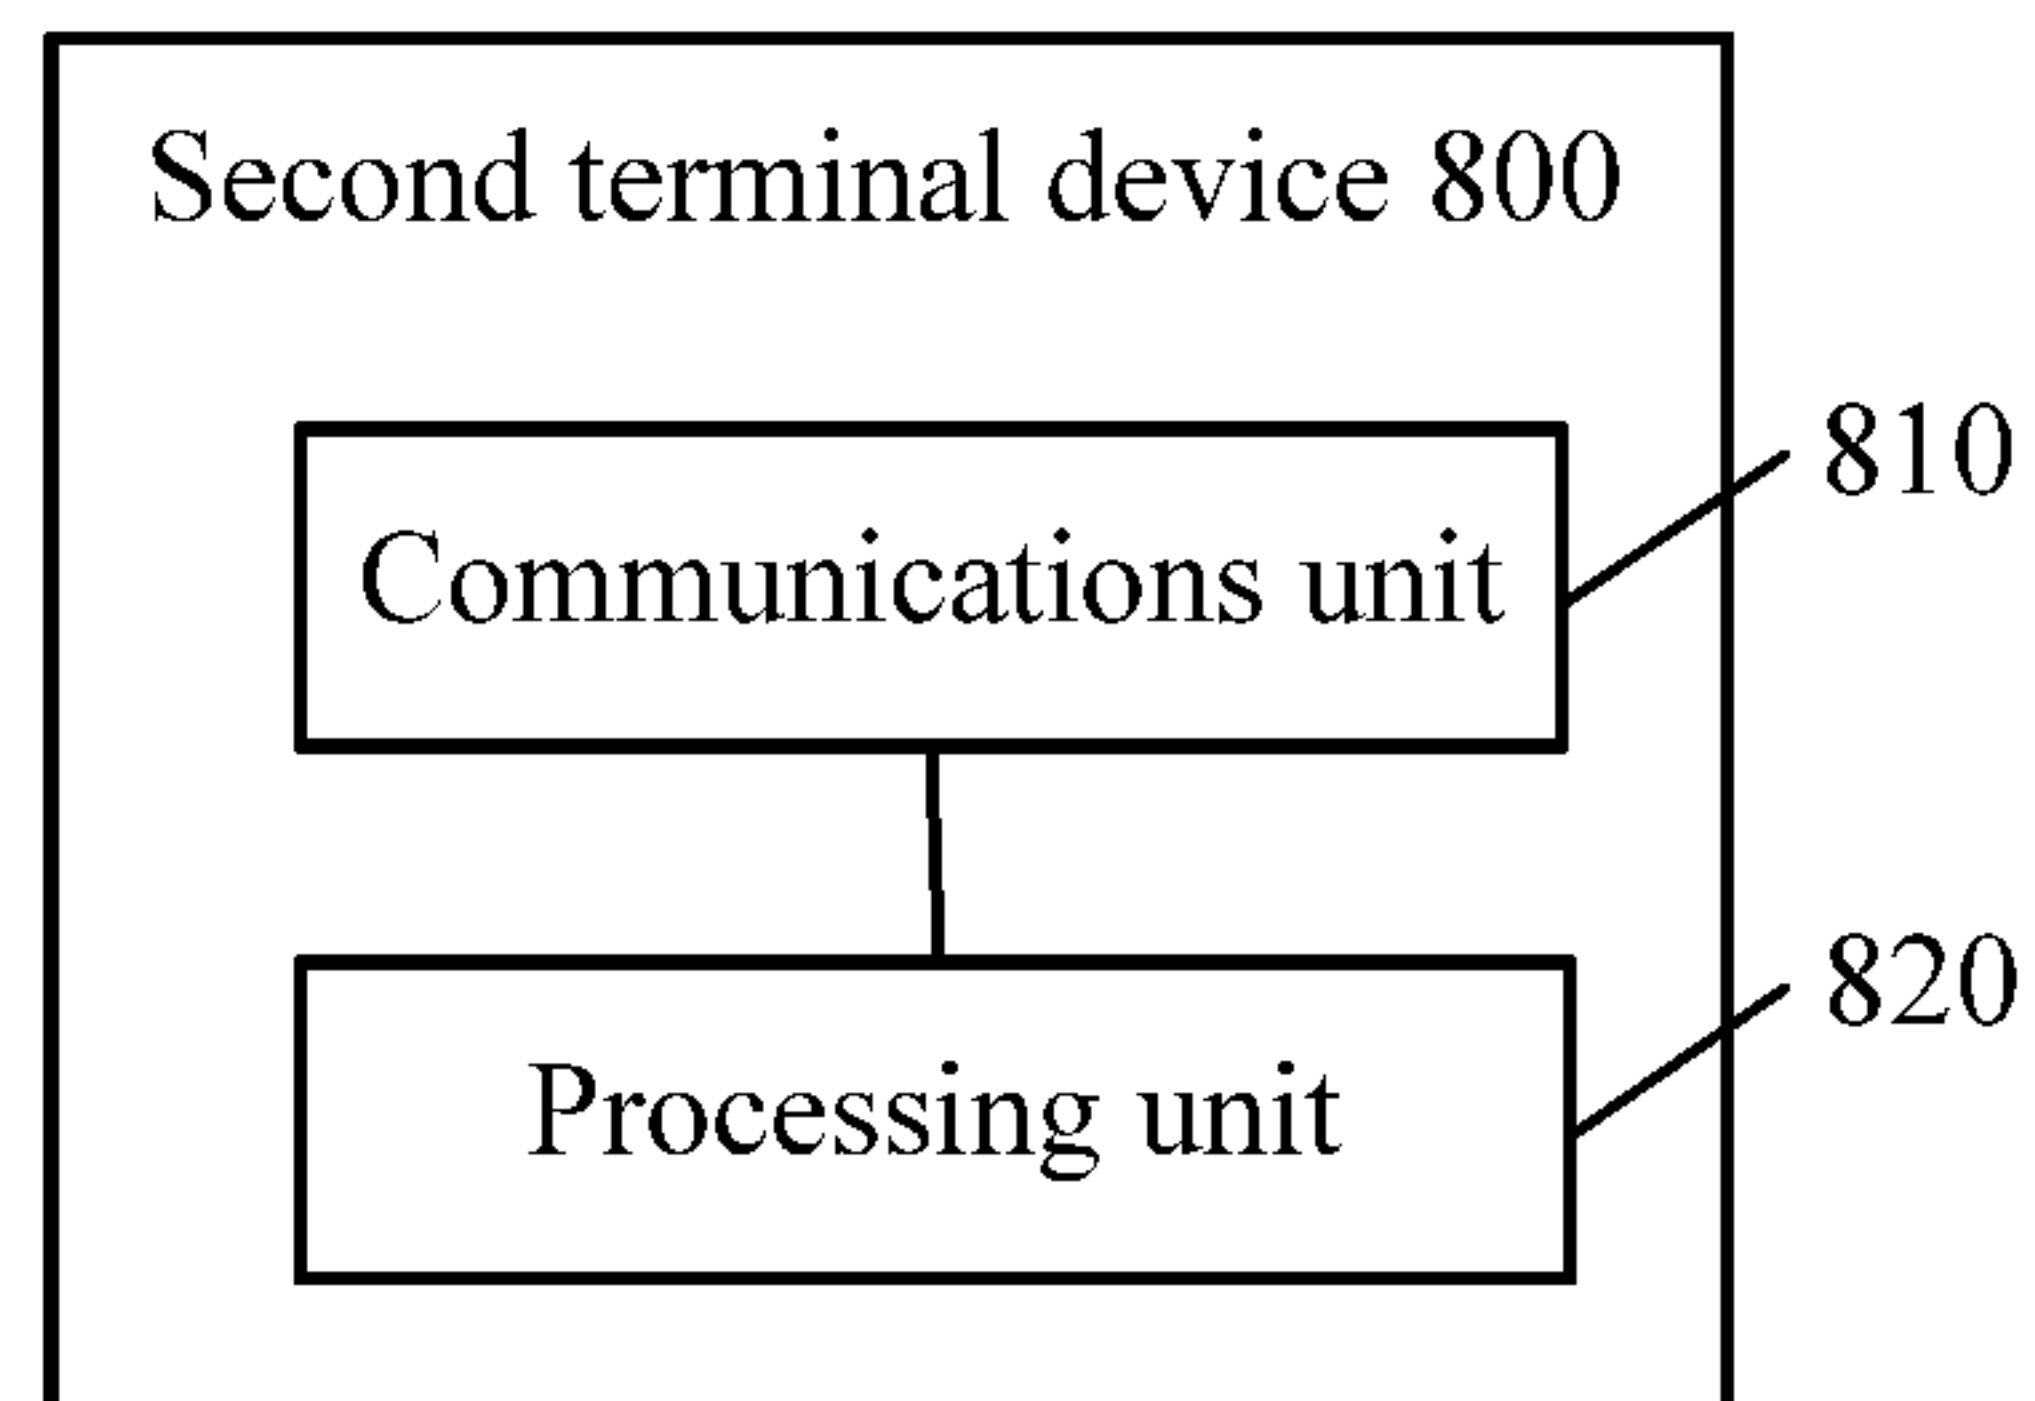 Second terminal device 800
810
Communications unit
820
Processing unit